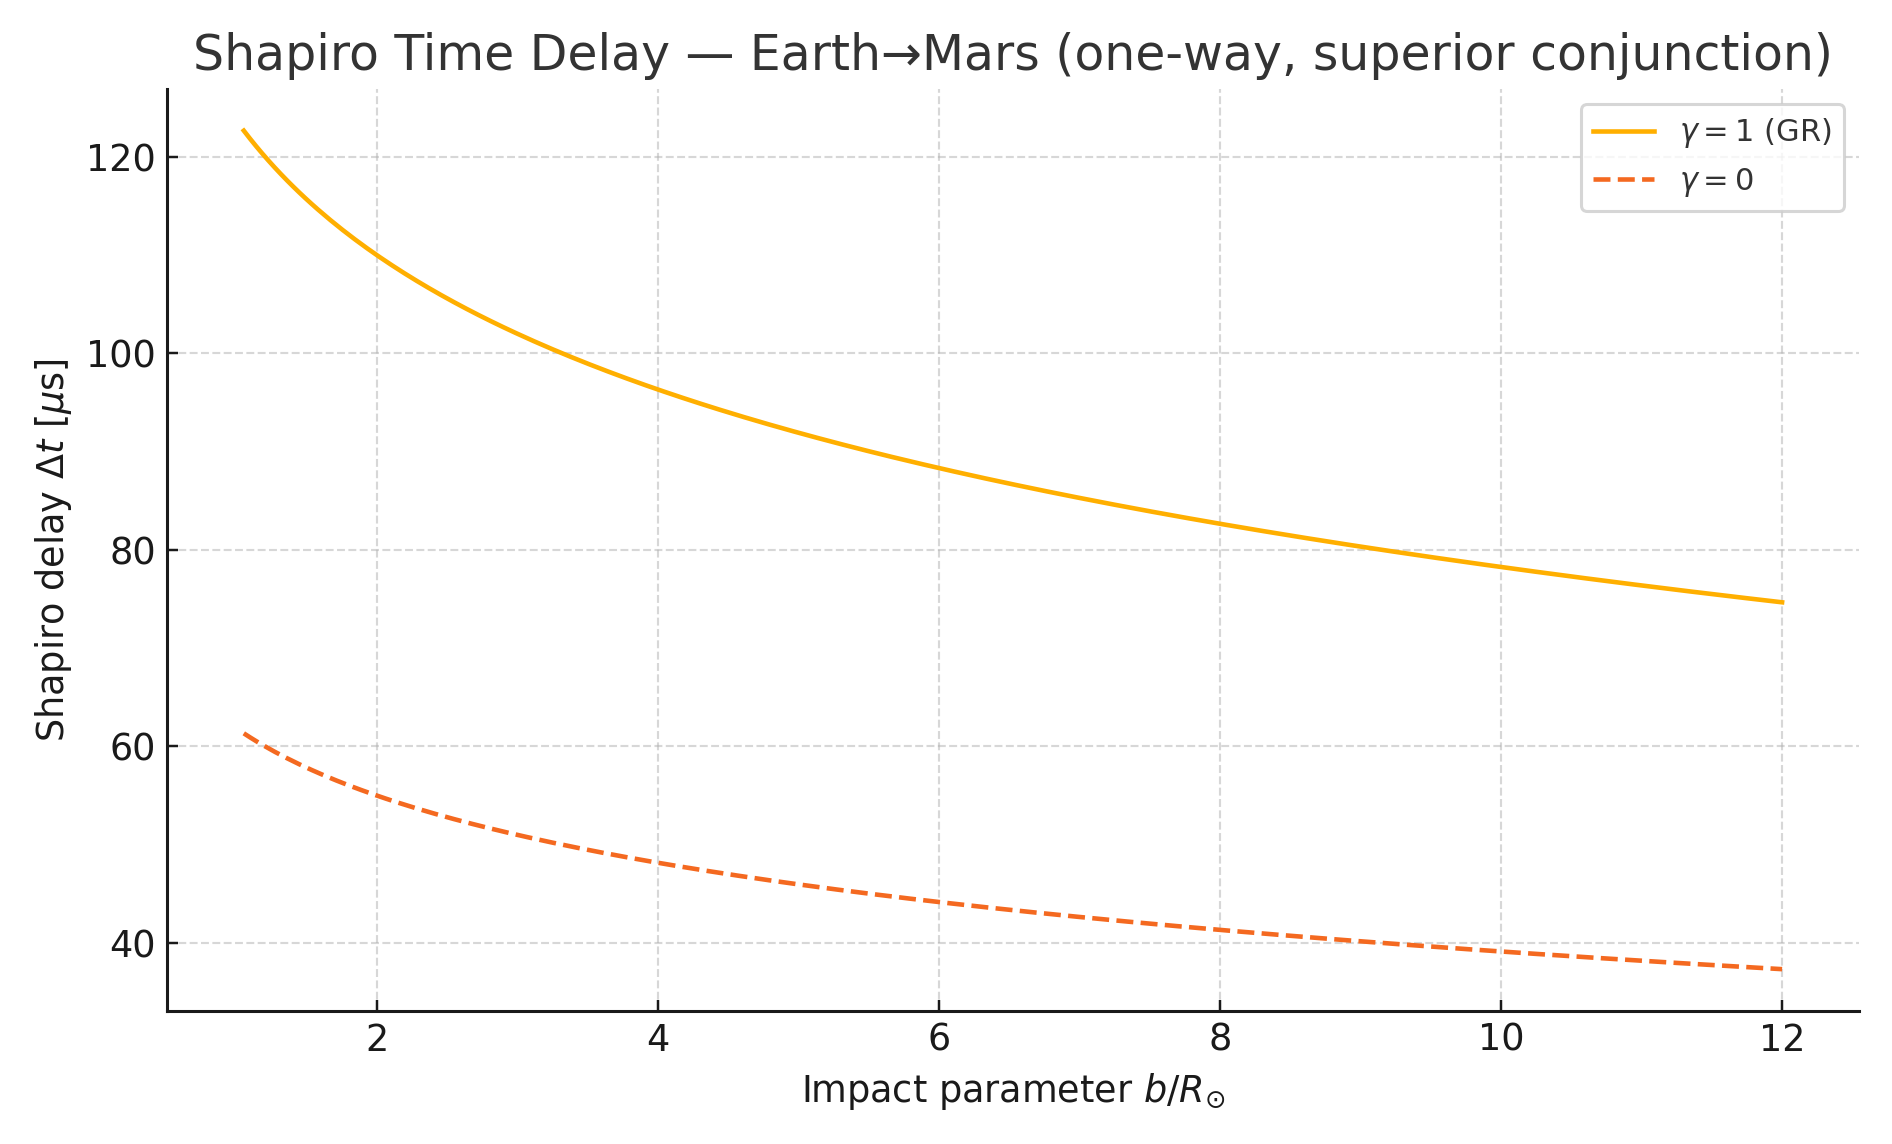 Shapiro Time Delay — Earth→Mars (one-way, superior conjunction)
γ = 1 (GR)
γ = 0
Shapiro delay Δt [μs]
120
100
80
60
40
2 4 6 8 10 12
Impact parameter b/R⊙